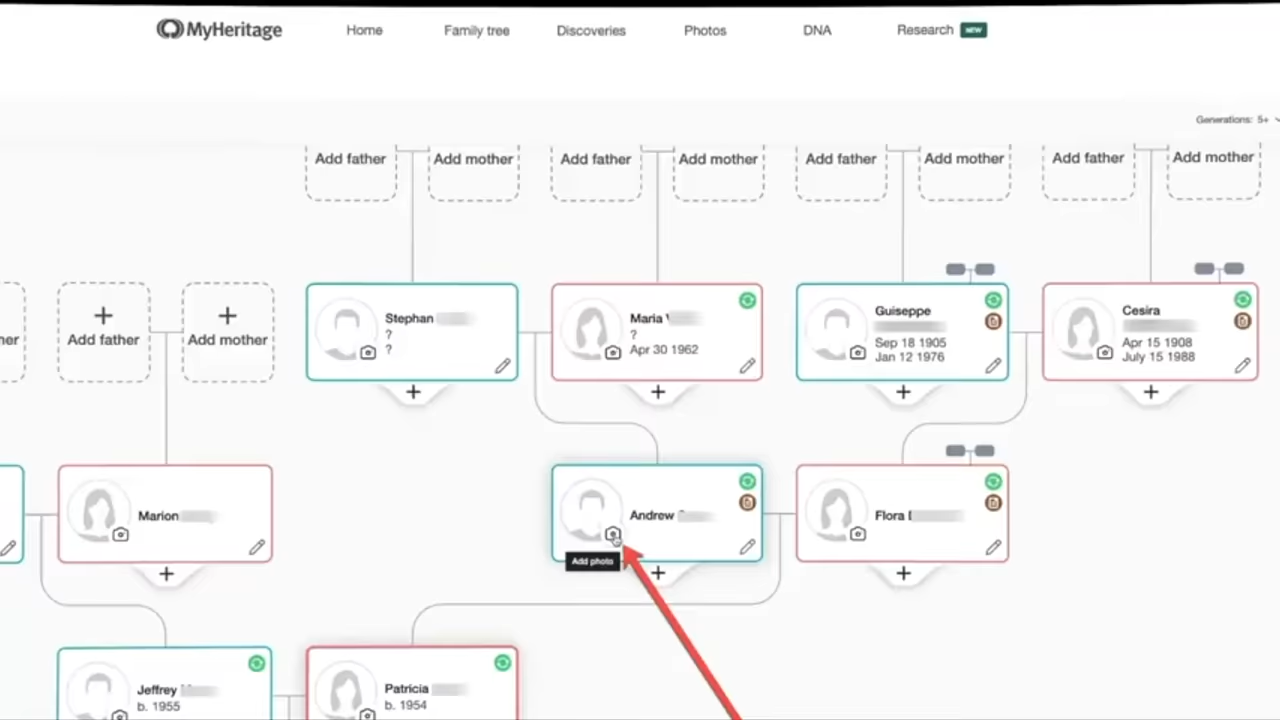 MyHeritage
Home
Family tree
Discoveries
Photos
DNA
Research NEW
Generations: 5+
Add father
Add mother
Add father
Add mother
Add father
Add mother
Add father
Add mother
her
Add father
Add mother
Stephan
?
?
Maria
?
Apr 30 1962
Guiseppe
Sep 18 1905
Jan 12 1976
Cesira
Apr 15 1908
July 15 1988
Marion
Andrew
Flora
Add photo
Jeffrey
b. 1955
Patricia
b. 1954